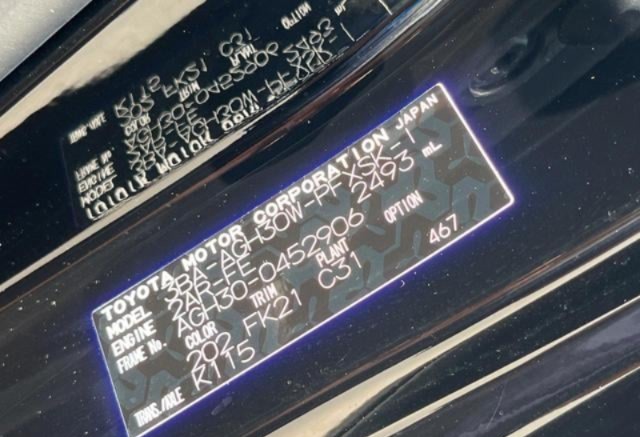 TOYOTA MOTOR CORPORATION JAPAN
MODEL 3BA-AGH30W-PFXSK-T
ENGINE 2AR-FE 2493 mL
FRAME No. AGH30-0452906
COLOR TRIM PLANT OPTION
202 FK21 C31 467
TRANS./AXLE K115